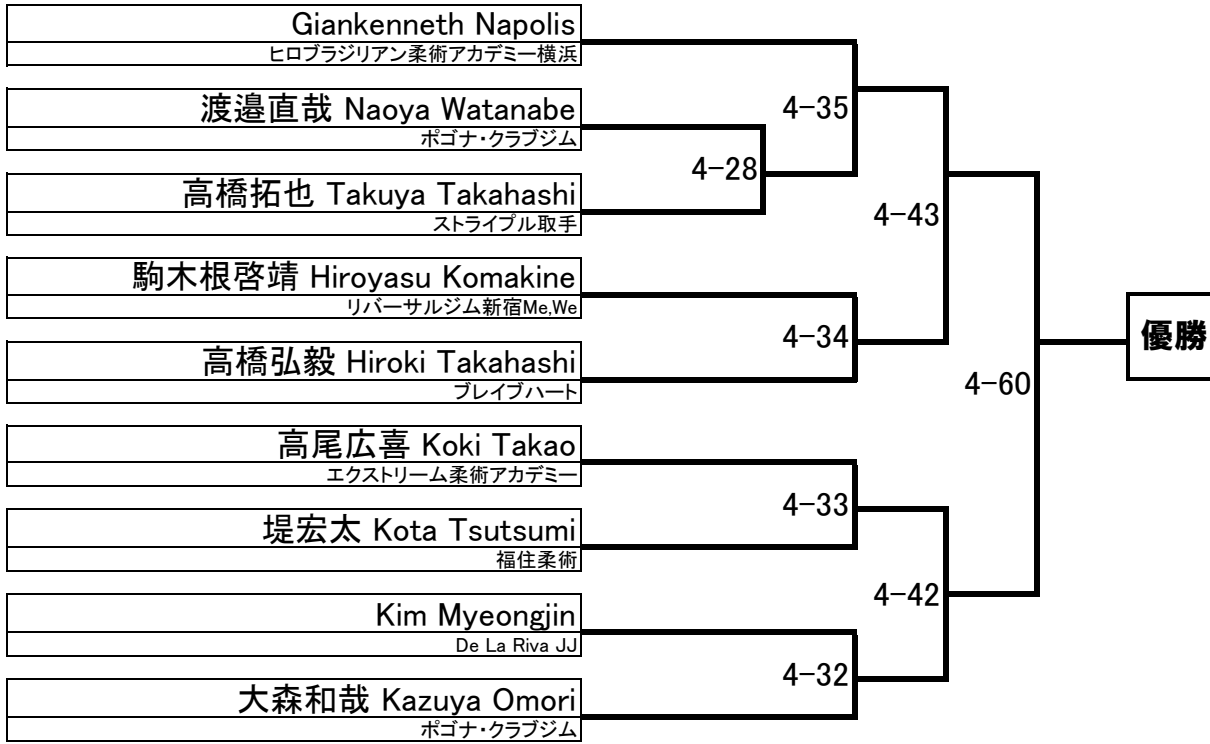 Giankenneth Napolis
ヒロブラジリアン柔術アカデミー横浜
渡邉直哉 Naoya Watanabe
ポゴナ・クラブジム
高橋拓也 Takuya Takahashi
ストライプル取手
駒木根啓靖 Hiroyasu Komakine
リバーサルジム新宿Me,We
高橋弘毅 Hiroki Takahashi
ブレイブハート
高尾広喜 Koki Takao
エクストリーム柔術アカデミー
堤宏太 Kota Tsutsumi
福住柔術
Kim Myeongjin
De La Riva JJ
大森和哉 Kazuya Omori
ポゴナ・クラブジム
4-28
4-35
4-34
4-33
4-32
4-43
4-42
4-60
優勝